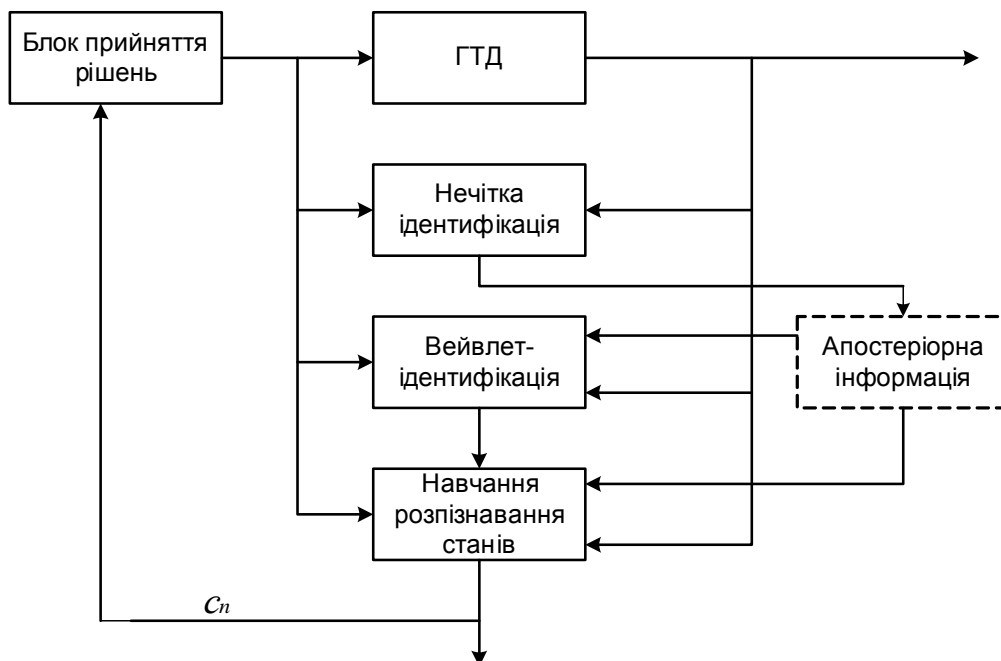 Блок прийняття
рішень
ГТД
Нечітка
ідентифікація
Вейвлет-
ідентифікація
Апостеріорна
інформація
Навчання
розпізнавання
станів
cn